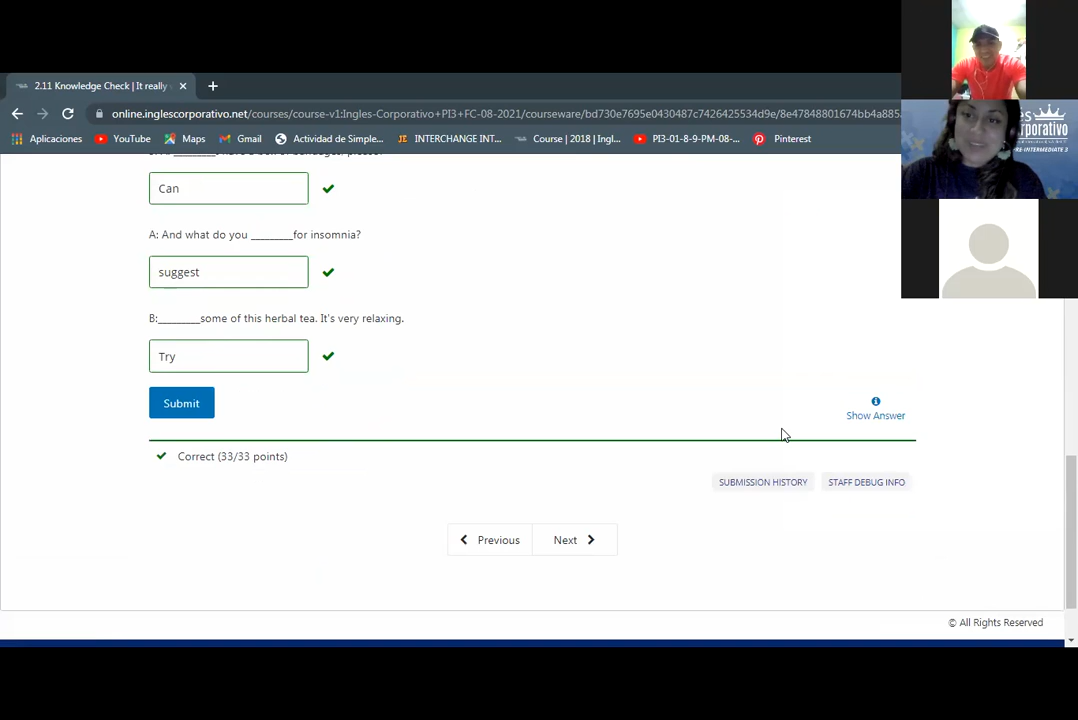 2.11 Knowledge Check | It really
online.inglescorporativo.net/courses/course-v1:Ingles-Corporativo+PI3+FC-08-2021/courseware/bd730e7695e0430487c7426425534d9e/8e47848801674bb4a885
Aplicaciones YouTube Maps Gmail Actividad de Simple... INTERCHANGE INT... Course | 2018 | Ingl... PI3-01-8-9-PM-08-... Pinterest
Can
A: And what do you ________for insomnia?
suggest
B:________some of this herbal tea. It's very relaxing.
Try
Submit
Show Answer
Correct (33/33 points)
SUBMISSION HISTORY STAFF DEBUG INFO
Previous Next
© All Rights Reserved